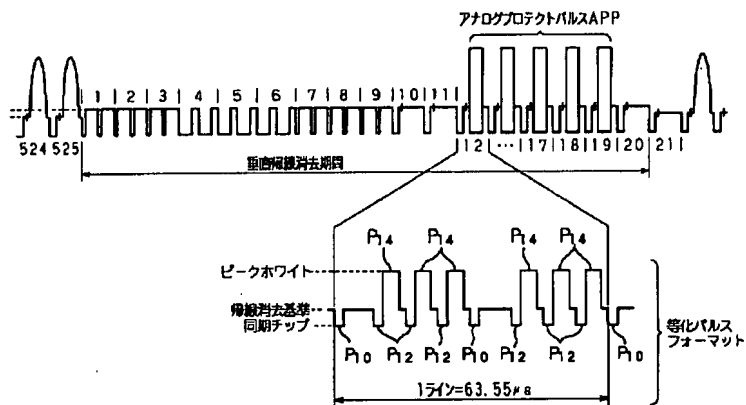 アナログプロテクトパルスAPP
1 2 3 4 5 6 7 8 9 10 11
524 525
12 ... 17 18 19 20 21
垂直帰線消去期間
P14 P14 P14 P14
ピークホワイト
帰線消去基準
同期チップ
等化パルス
フォーマット
P10 P12 P12 P10 P12 P12 P10
1ライン=63.55μs